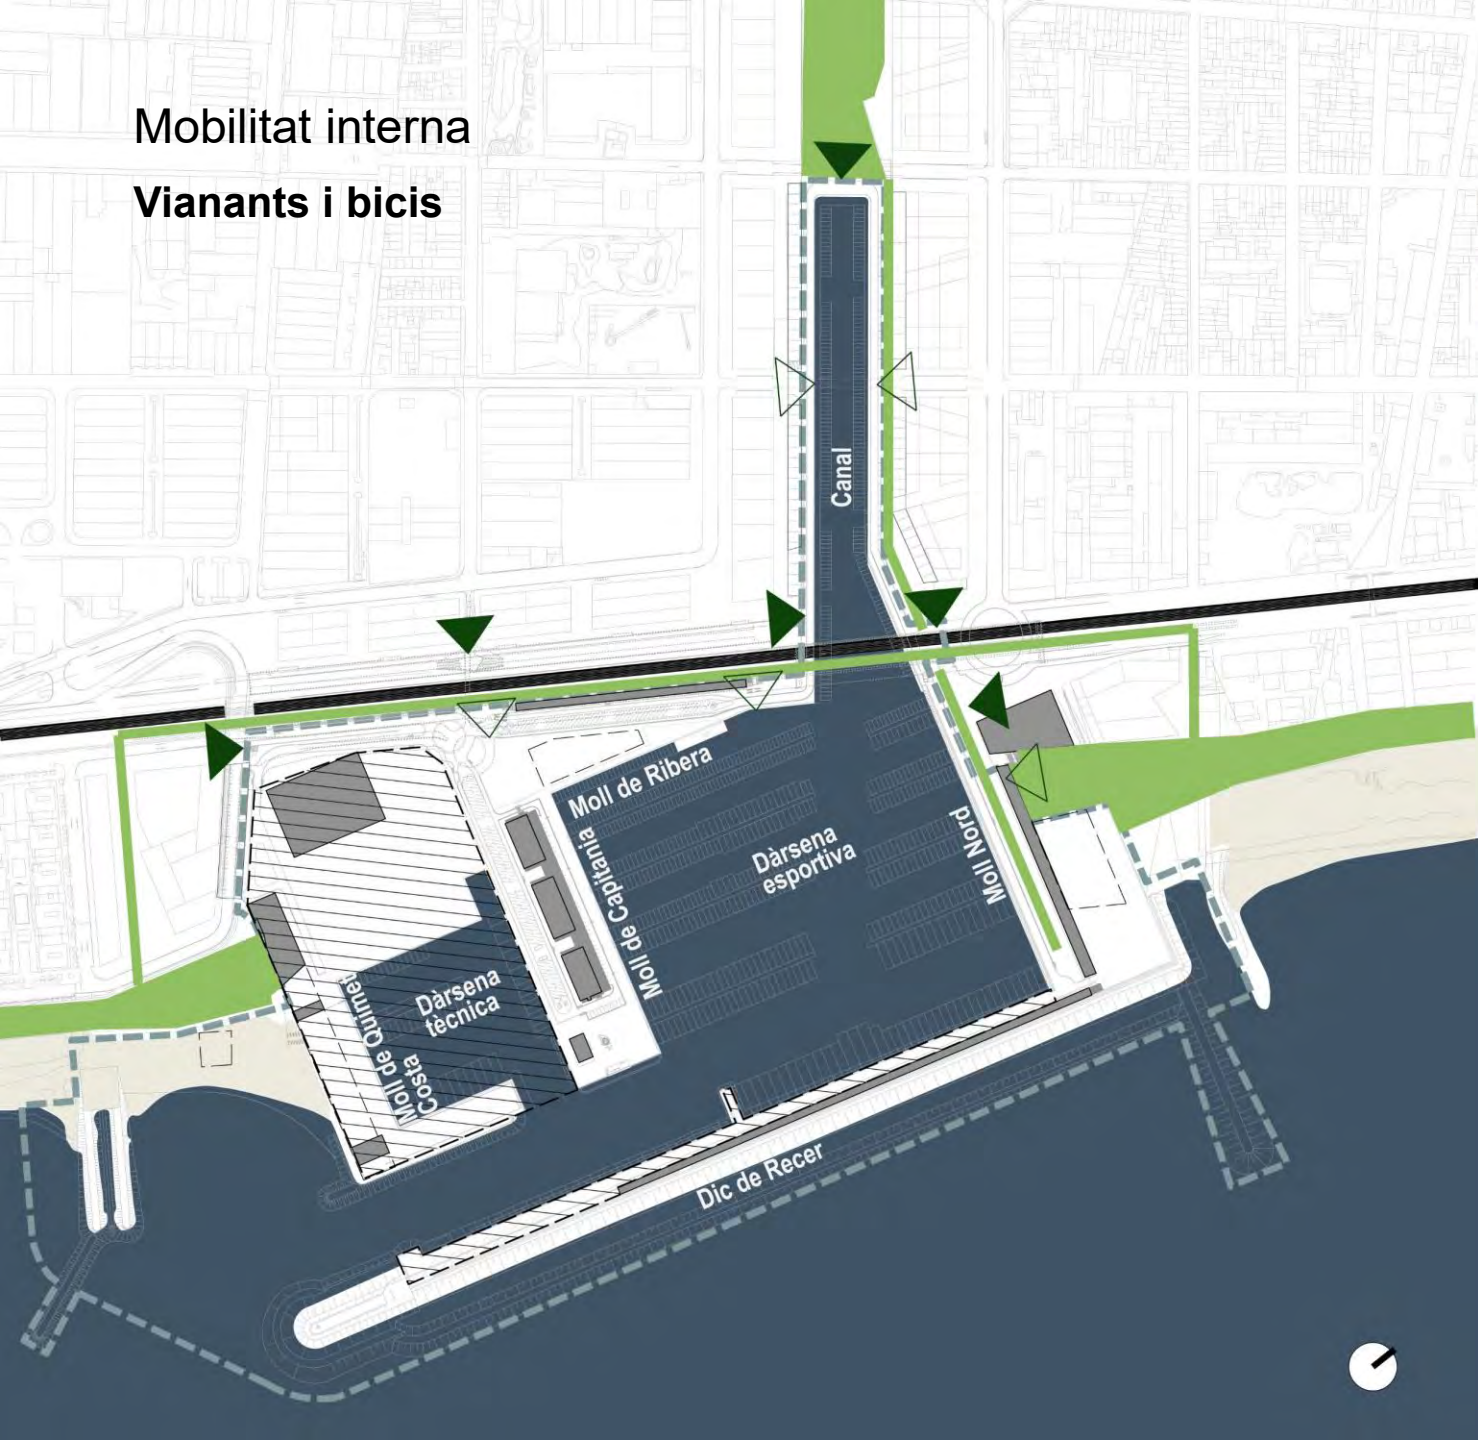 Mobilitat interna
Vianants i bicis
Canal
Moll de Ribera
Moll de Capitania
Dàrsena
esportiva
Moll Nord
Dàrsena
tècnica
Moll de Quimet
Costa
Dic de Recer